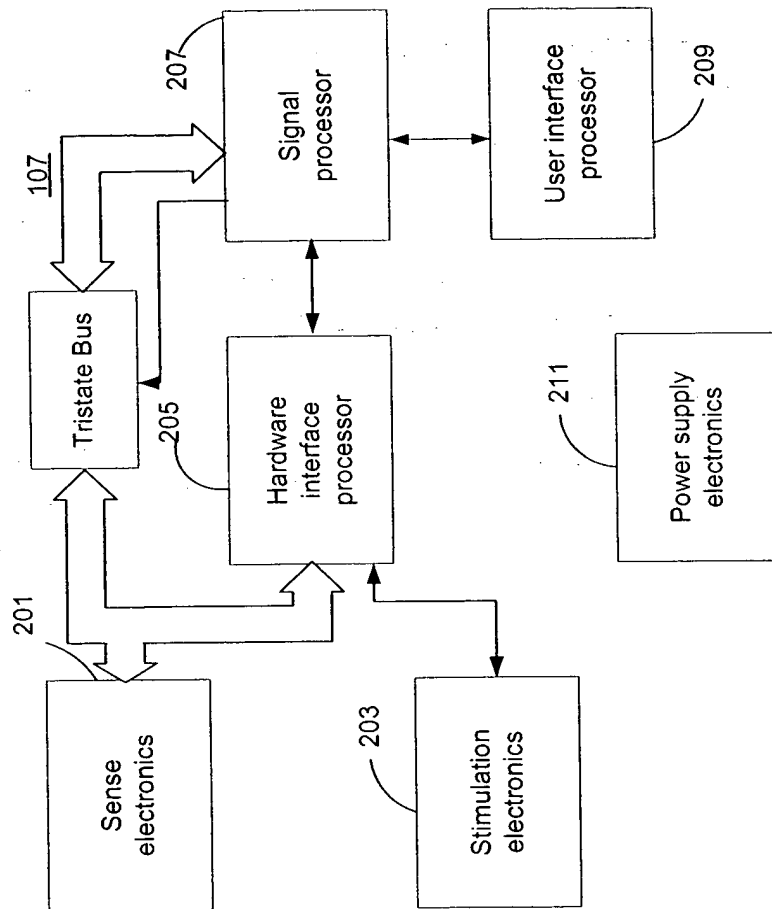 107
201
Sense
electronics
Tristate Bus
207
Signal
processor
205
Hardware
interface
processor
203
Stimulation
electronics
209
User interface
processor
211
Power supply
electronics